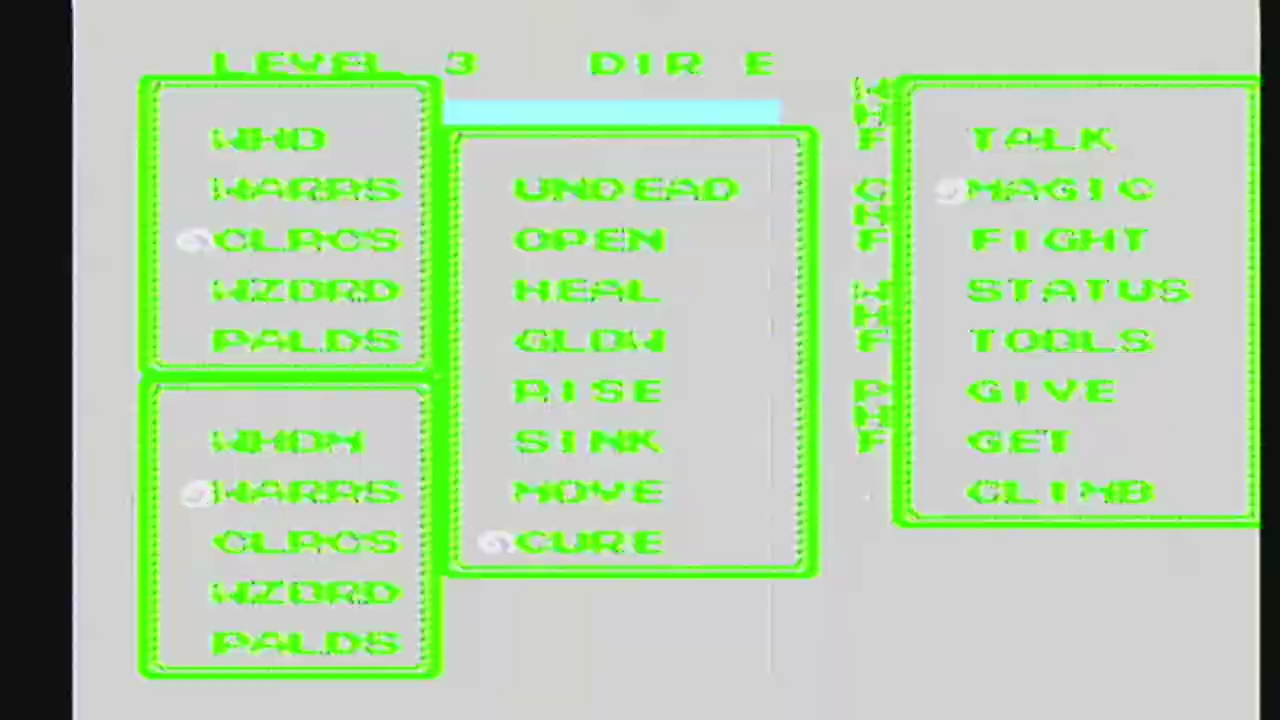 LEVEL 3 DIR E
WHO
WARRS
CLRCS
WZDRD
PALDS
WHOM
WARRS
CLRCS
WZDRD
PALDS
UNDEAD
OPEN
HEAL
GLOW
RISE
SINK
MOVE
CURE
TALK
MAGIC
FIGHT
STATUS
TOOLS
GIVE
GET
CLIMB